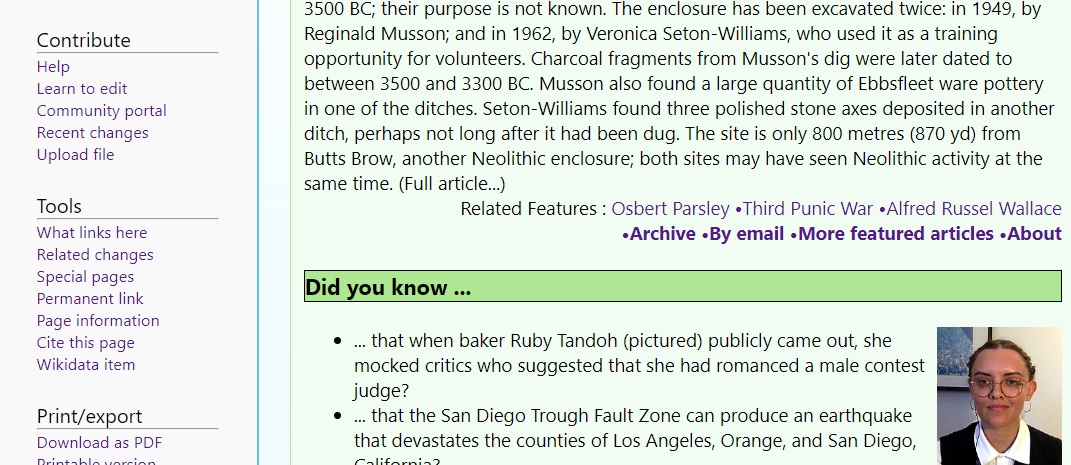 Contribute
Help
Learn to edit
Community portal
Recent changes
Upload file
Tools
What links here
Related changes
Special pages
Permanent link
Page information
Cite this page
Wikidata item
Print/export
Download as PDF
Printable version
3500 BC; their purpose is not known. The enclosure has been excavated twice: in 1949, by
Reginald Musson; and in 1962, by Veronica Seton-Williams, who used it as a training
opportunity for volunteers. Charcoal fragments from Musson's dig were later dated to
between 3500 and 3300 BC. Musson also found a large quantity of Ebbsfleet ware pottery
in one of the ditches. Seton-Williams found three polished stone axes deposited in another
ditch, perhaps not long after it had been dug. The site is only 800 metres (870 yd) from
Butts Brow, another Neolithic enclosure; both sites may have seen Neolithic activity at the
same time. (Full article...)
Related Features : Osbert Parsley •Third Punic War •Alfred Russel Wallace
•Archive •By email •More featured articles •About
Did you know ...
• ... that when baker Ruby Tandoh (pictured) publicly came out, she
mocked critics who suggested that she had romanced a male contest
judge?
• ... that the San Diego Trough Fault Zone can produce an earthquake
that devastates the counties of Los Angeles, Orange, and San Diego,
California?